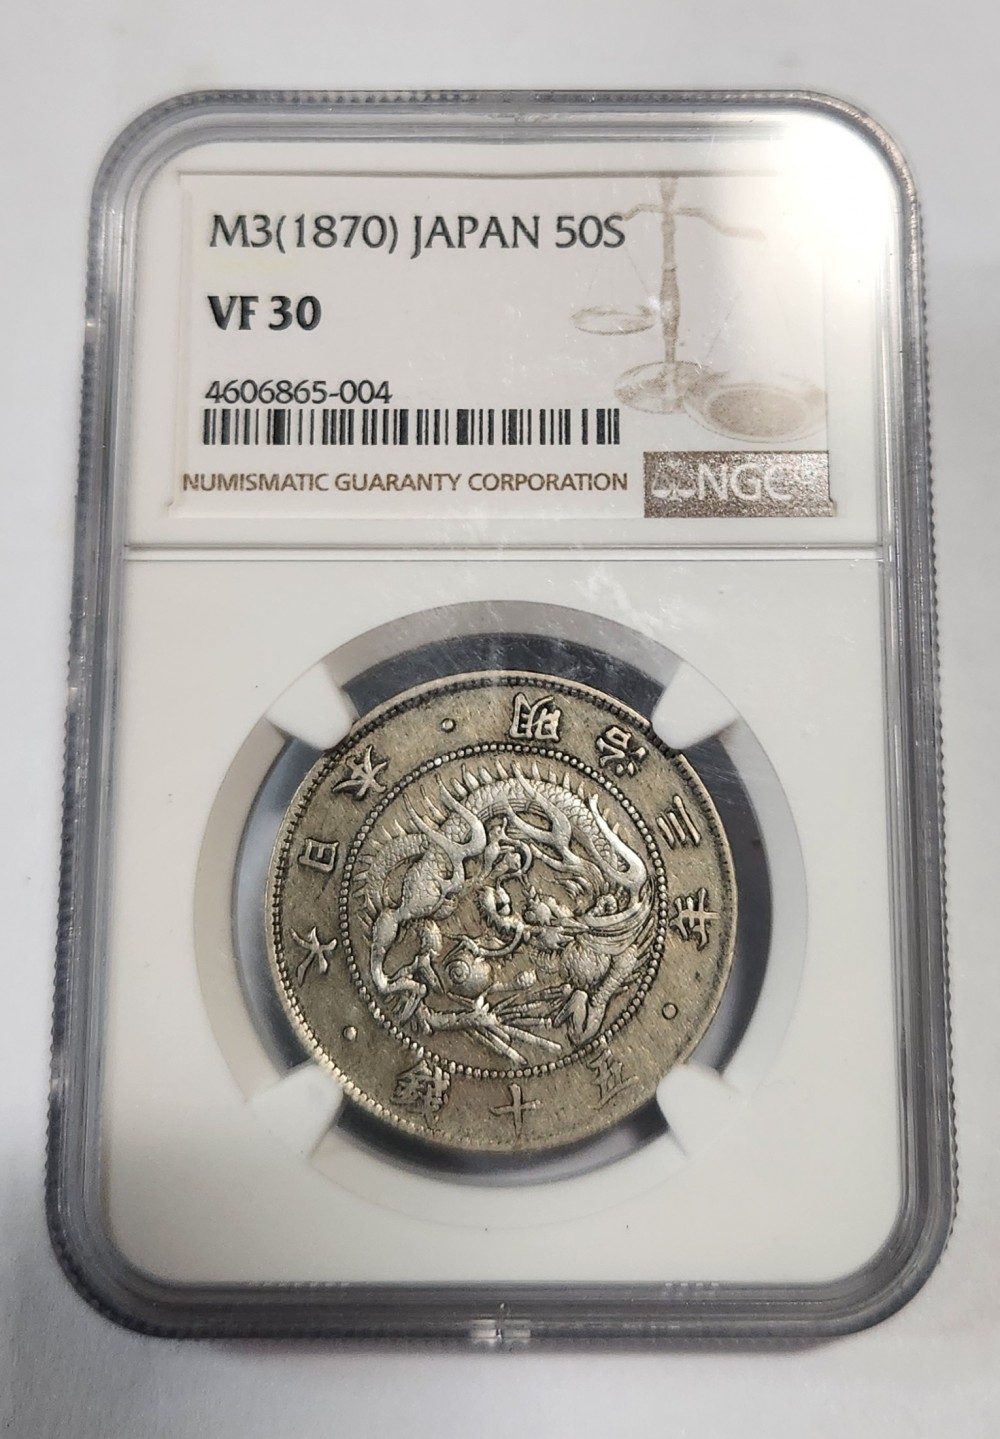 M3(1870) JAPAN 50S
VF 30
4606865-004
NUMISMATIC GUARANTY CORPORATION
NGC
大日本
明治三年
五十錢